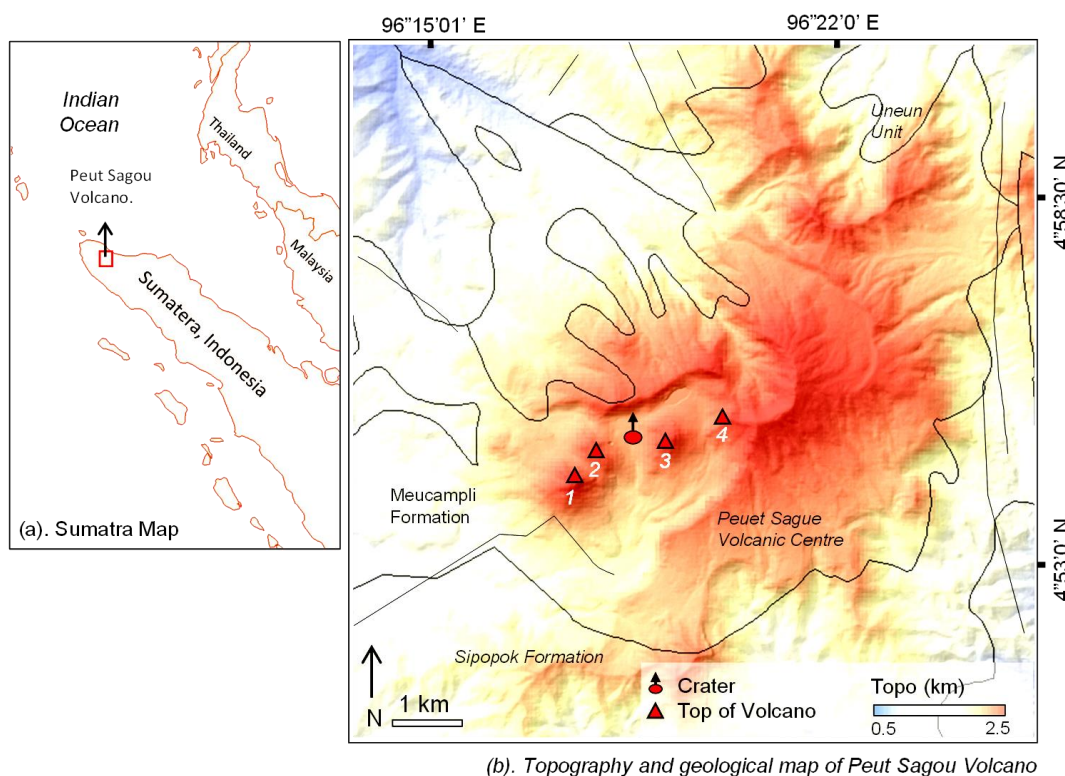 Indian
Ocean
Thailand
Peut Sagou
Volcano.
Malaysia
Sumatera, Indonesia
(a). Sumatra Map
96"15'01' E
96"22'0' E
4"58'30' N
4"53'0' N
Uneun
Unit
4
3
2
1
Meucampli
Formation
Peuet Sague
Volcanic Centre
Sipopok Formation
N
1 km
Crater
Top of Volcano
Topo (km)
0.5
2.5
(b). Topography and geological map of Peut Sagou Volcano